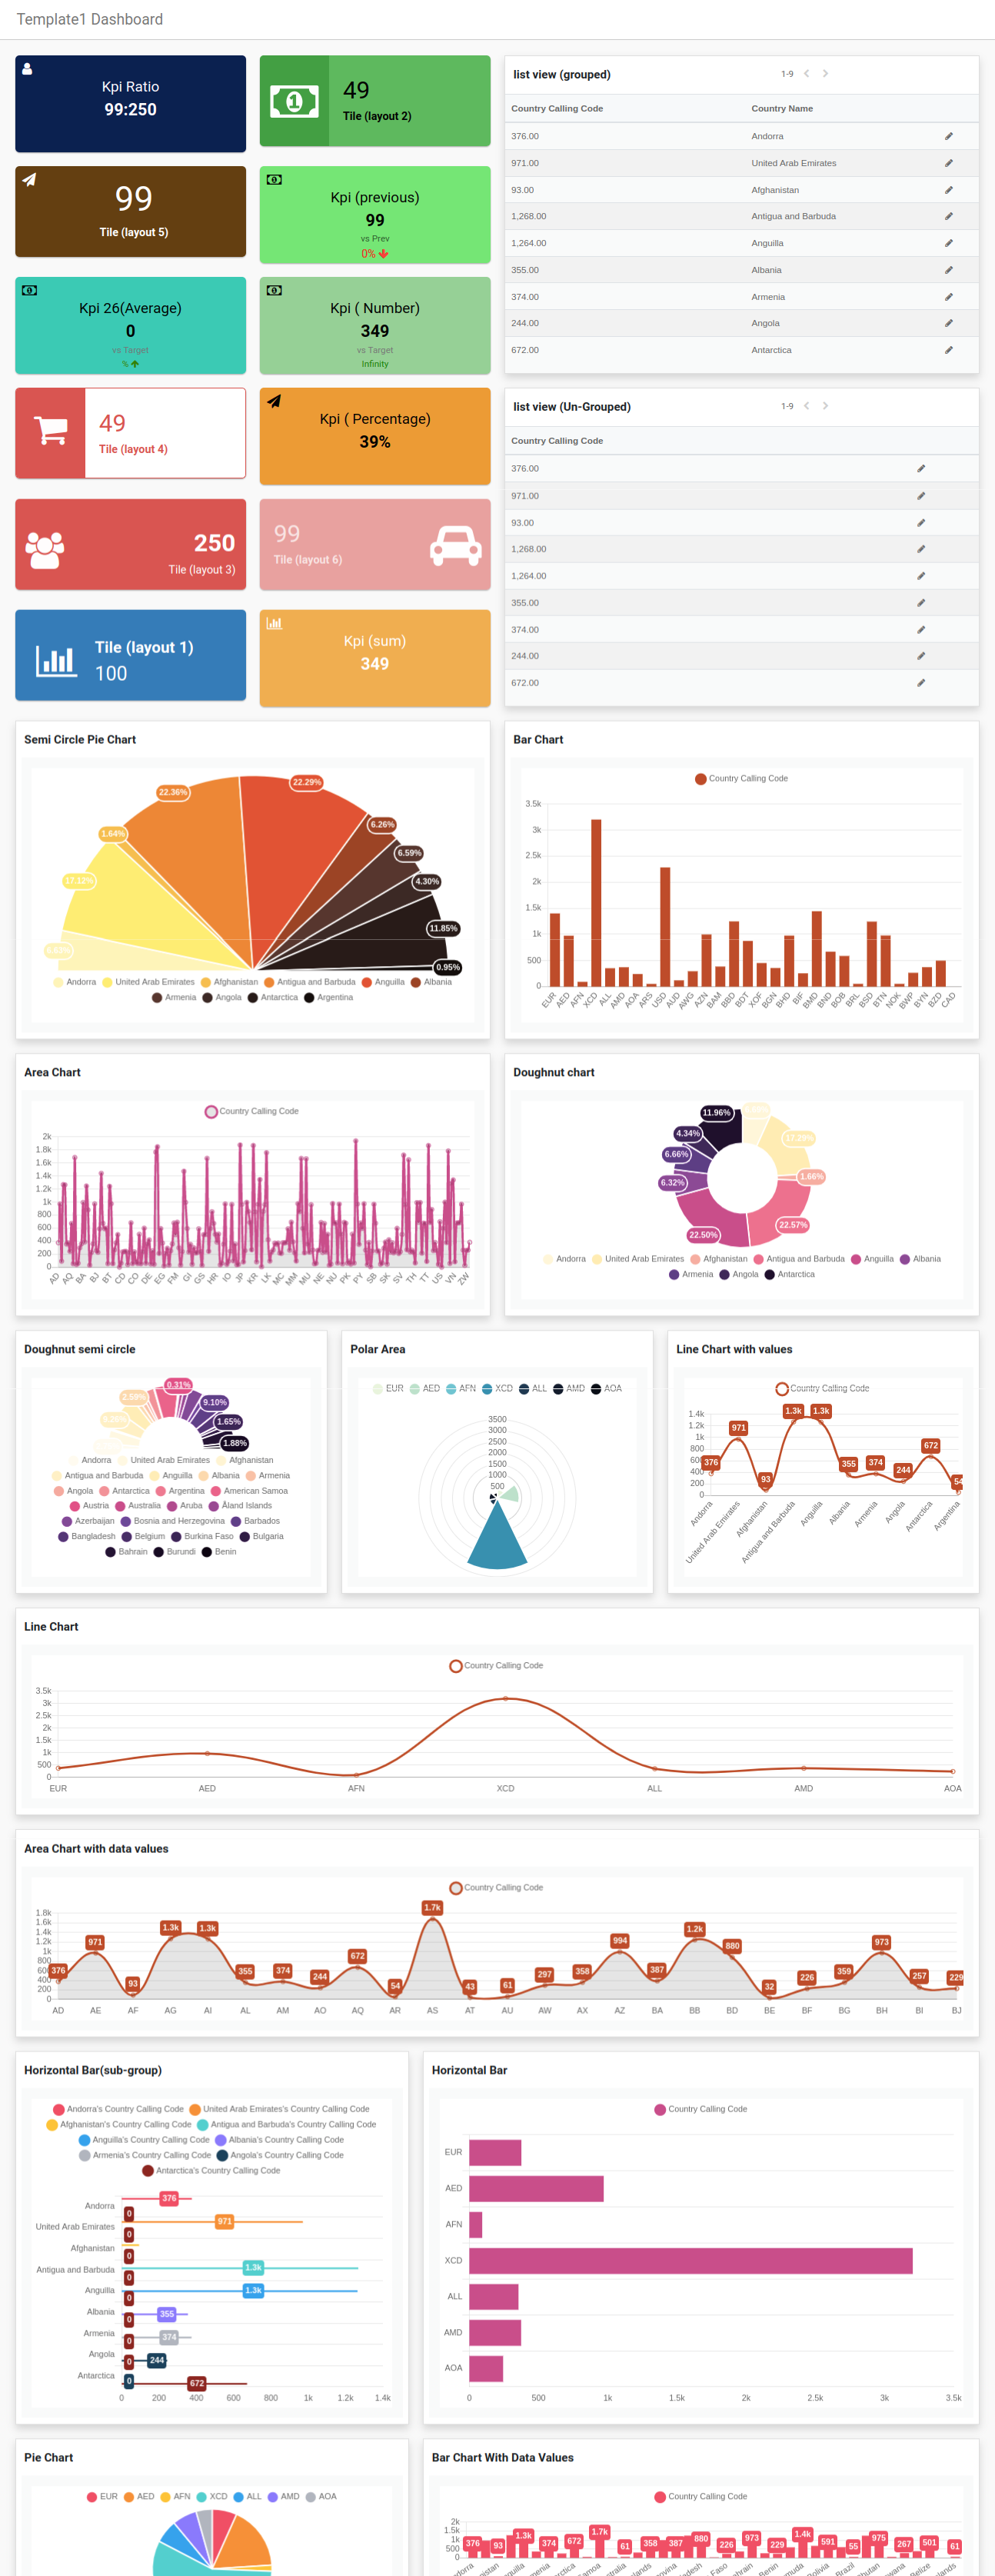 Template1 Dashboard
Kpi Ratio
99:250
49
Tile (layout 2)
99
Tile (layout 5)
Kpi (previous)
99
vs Prev
0%
Kpi 26(Average)
0
vs Target
%
Kpi ( Number)
349
vs Target
Infinity
49
Tile (layout 4)
Kpi ( Percentage)
39%
250
Tile (layout 3)
99
Tile (layout 6)
Tile (layout 1)
100
Kpi (sum)
349
list view (grouped)
1-9
Country Calling Code Country Name
376.00 Andorra
971.00 United Arab Emirates
93.00 Afghanistan
1,268.00 Antigua and Barbuda
1,264.00 Anguilla
355.00 Albania
374.00 Armenia
244.00 Angola
672.00 Antarctica
list view (Un-Grouped)
1-9
Country Calling Code
376.00
971.00
93.00
1,268.00
1,264.00
355.00
374.00
244.00
672.00
Semi Circle Pie Chart
22.36% 22.29%
1.64% 6.26%
6.59%
17.12% 4.30%
11.85%
0.95%
Andorra United Arab Emirates Afghanistan Antigua and Barbuda Anguilla Albania
Armenia Angola Antarctica Argentina
Bar Chart
Country Calling Code
3.5k
3k
2.5k
2k
1.5k
1k
500
0
EUR AED AFN XCD ALL AMD AOA ARS USD AUD AWG AZN BAM BBD BDT XOF BGN BHD BIF BMD BND BOB BRL BSD BTN NOK BWP BYN BZD CAD
Area Chart
Country Calling Code
2k
1.8k
1.6k
1.4k
1.2k
1k
800
600
400
200
0
AD AQ BA BJ BT CD CO DE EG FM GI GS HR IO JP KR LK MC MM MU NE NU PK PY SB SK SV TH TT US VN ZW
Doughnut chart
11.96%
4.34% 17.28%
6.66%
6.32% 1.66%
22.50% 22.57%
Andorra United Arab Emirates Afghanistan Antigua and Barbuda Anguilla Albania
Armenia Angola Antarctica
Doughnut semi circle
0.31%
2.59% 9.10%
1.65%
1.88%
Andorra United Arab Emirates Afghanistan
Antigua and Barbuda Anguilla Albania Armenia
Angola Antarctica Argentina American Samoa
Austria Australia Aruba Åland Islands
Azerbaijan Bosnia and Herzegovina Barbados
Bangladesh Belgium Burkina Faso Bulgaria
Bahrain Burundi Benin
Polar Area
EUR AED AFN XCD ALL AMD AOA
3500
3000
2500
2000
1500
1000
500
Line Chart with values
Country Calling Code
1.4k
1.2k
1k
800
600
400
200
0
376 971 93 1.3k 1.3k 355 374 244 672 54
Andorra United Arab Emirates Afghanistan Antigua and Barbuda Anguilla Albania Armenia Angola Antarctica Argentina
Line Chart
Country Calling Code
3.5k
3k
2.5k
2k
1.5k
1k
500
0
EUR AED AFN XCD ALL AMD AOA
Area Chart with data values
Country Calling Code
1.8k
1.6k
1.4k
1.2k
1k
800
600
400
200
0
376 971 93 1.3k 1.3k 355 374 244 672 54 1.7k 43 61 297 358 994 387 1.2k 880 32 226 359 973 257 229
AD AE AF AG AI AL AM AO AQ AR AS AT AU AW AX AZ BA BB BD BE BF BG BH BI BJ
Horizontal Bar(sub-group)
Andorra's Country Calling Code United Arab Emirates's Country Calling Code
Afghanistan's Country Calling Code Antigua and Barbuda's Country Calling Code
Anguilla's Country Calling Code Albania's Country Calling Code
Armenia's Country Calling Code Angola's Country Calling Code
Antarctica's Country Calling Code
Andorra 376 0
United Arab Emirates 971 0
Afghanistan 0
Antigua and Barbuda 1.3k 0
Anguilla 1.3k 0
Albania 355 0
Armenia 374 0
Angola 244 0
Antarctica 0 672
0 200 400 600 800 1k 1.2k 1.4k
Horizontal Bar
Country Calling Code
EUR
AED
AFN
XCD
ALL
AMD
AOA
0 500 1k 1.5k 2k 2.5k 3k 3.5k
Pie Chart
EUR AED AFN XCD ALL AMD AOA
Bar Chart With Data Values
Country Calling Code
2k
1.5k
1k
500
0
376 93 1.3k 374 672 1.7k 61 358 387 880 226 973 229 1.4k 591 55 975 267 501 61